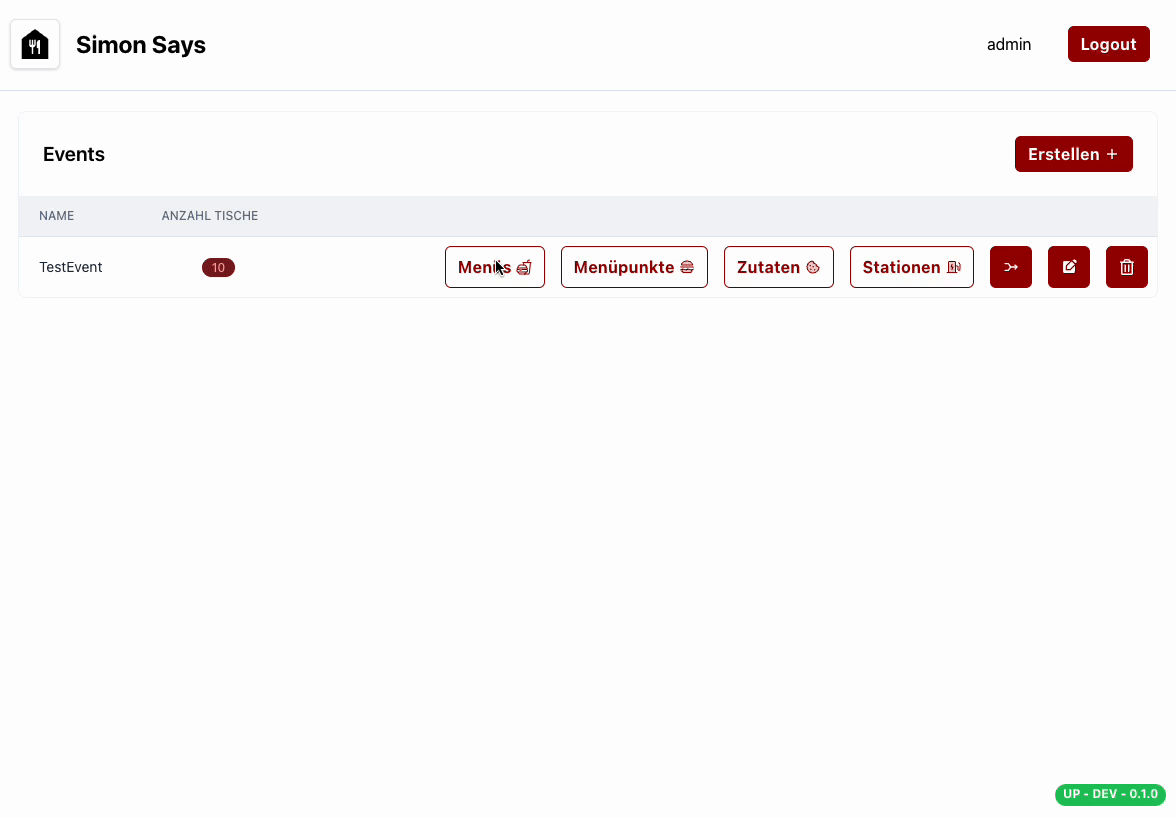 Simon Says
admin
Logout
Events
Erstellen +
NAME ANZAHL TISCHE
TestEvent 10 Menüpunkte Zutaten Stationen
UP - DEV - 0.1.0